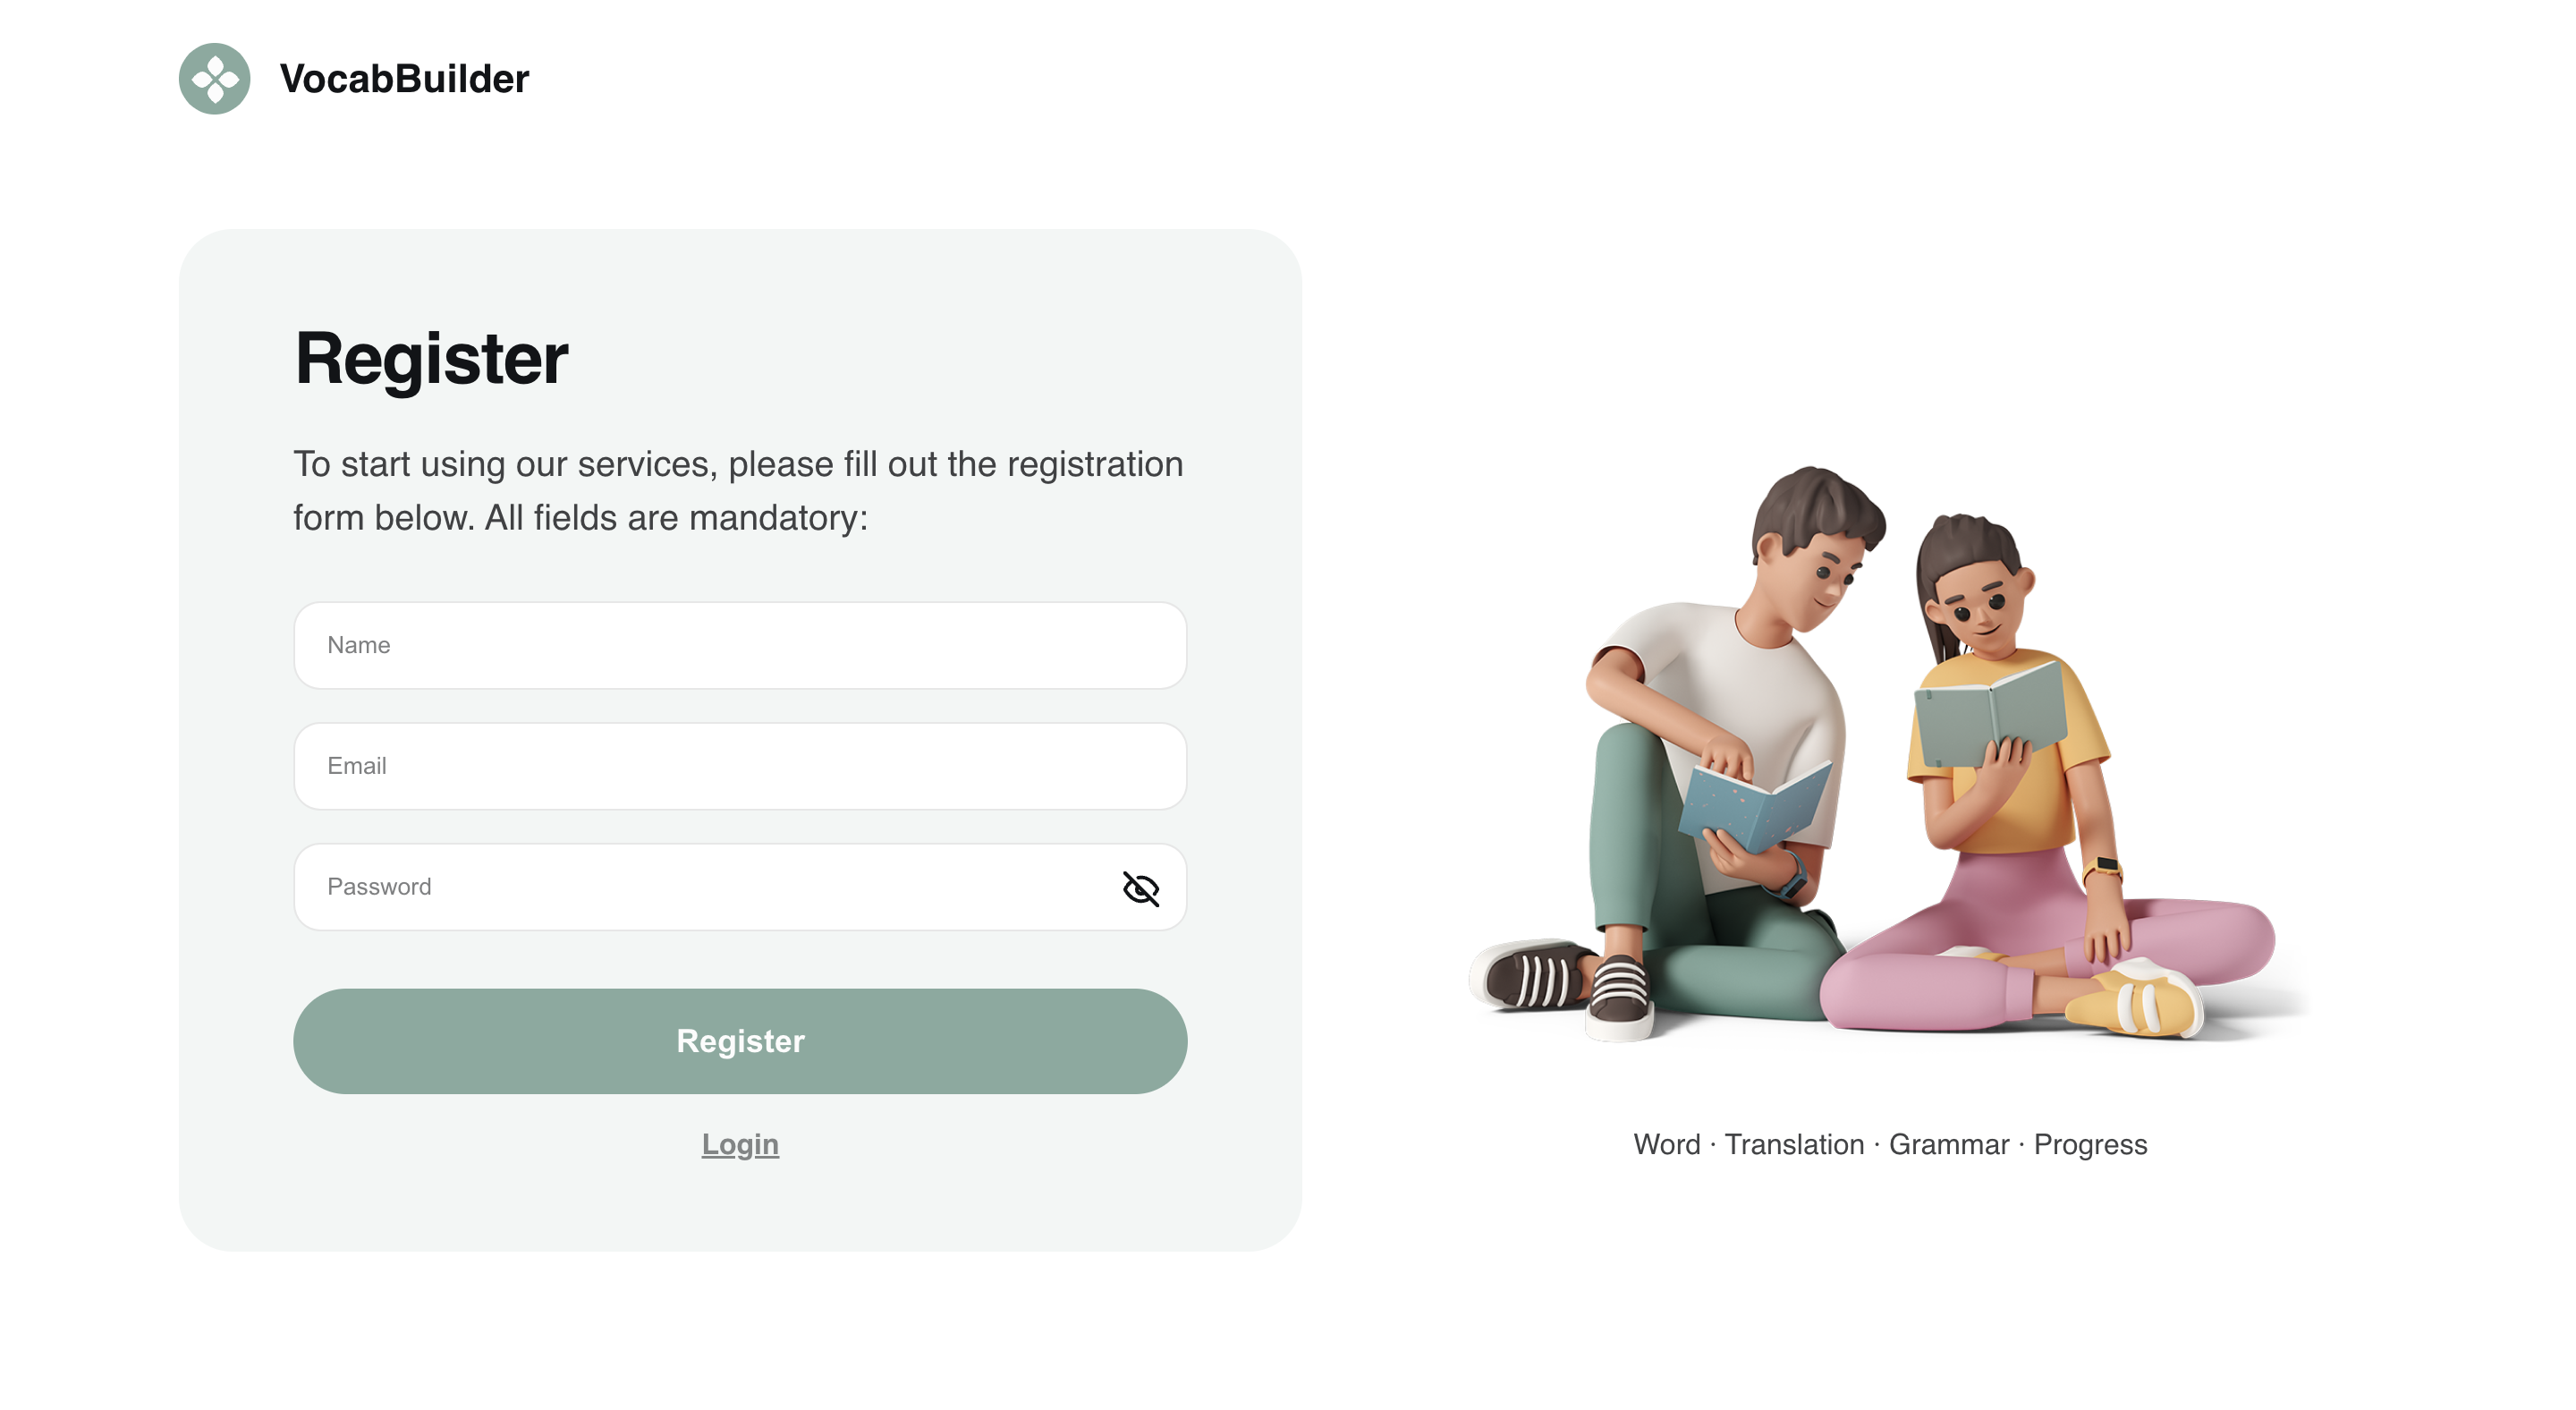 VocabBuilder
Register
To start using our services, please fill out the registration
form below. All fields are mandatory:
Name
Email
Password
Register
Login
Word · Translation · Grammar · Progress